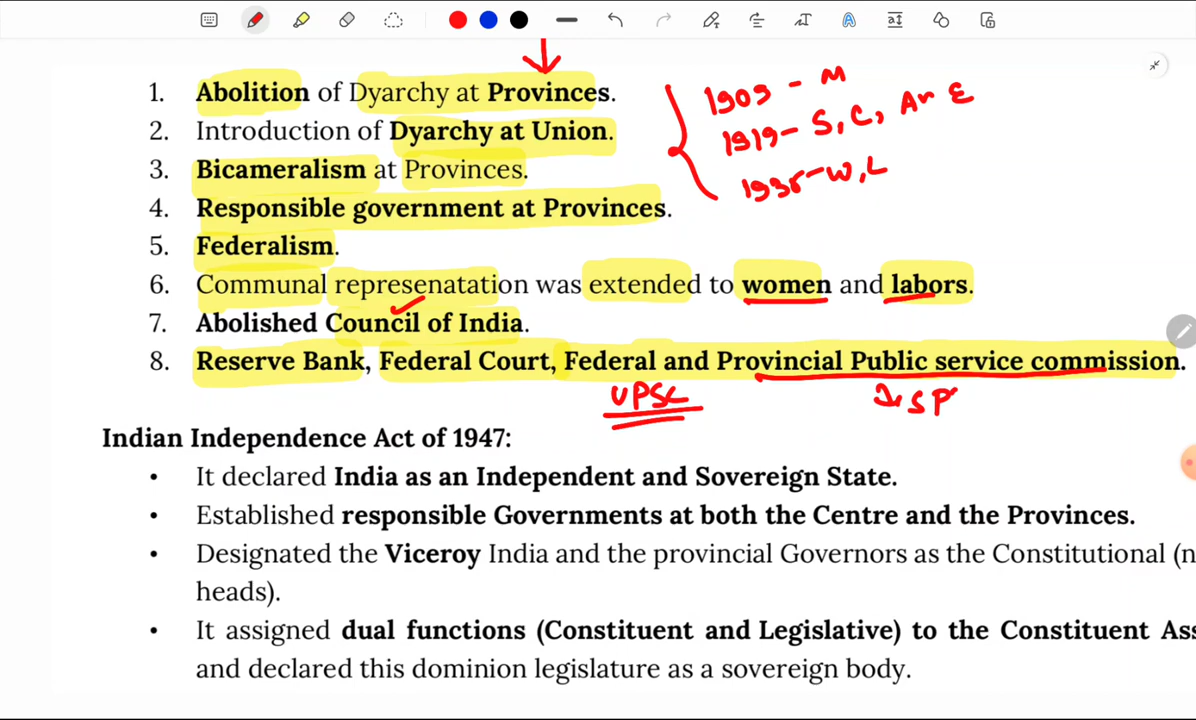 1. Abolition of Dyarchy at Provinces.
2. Introduction of Dyarchy at Union.
3. Bicameralism at Provinces.
4. Responsible government at Provinces.
5. Federalism.
6. Communal represenatation was extended to women and labors.
7. Abolished Council of India.
8. Reserve Bank, Federal Court, Federal and Provincial Public service commission.
1909 - M
1919 - S, C, An E
1935 - W, L
UPSC
SP
Indian Independence Act of 1947:
• It declared India as an Independent and Sovereign State.
• Established responsible Governments at both the Centre and the Provinces.
• Designated the Viceroy India and the provincial Governors as the Constitutional (n
heads).
• It assigned dual functions (Constituent and Legislative) to the Constituent Ass
and declared this dominion legislature as a sovereign body.